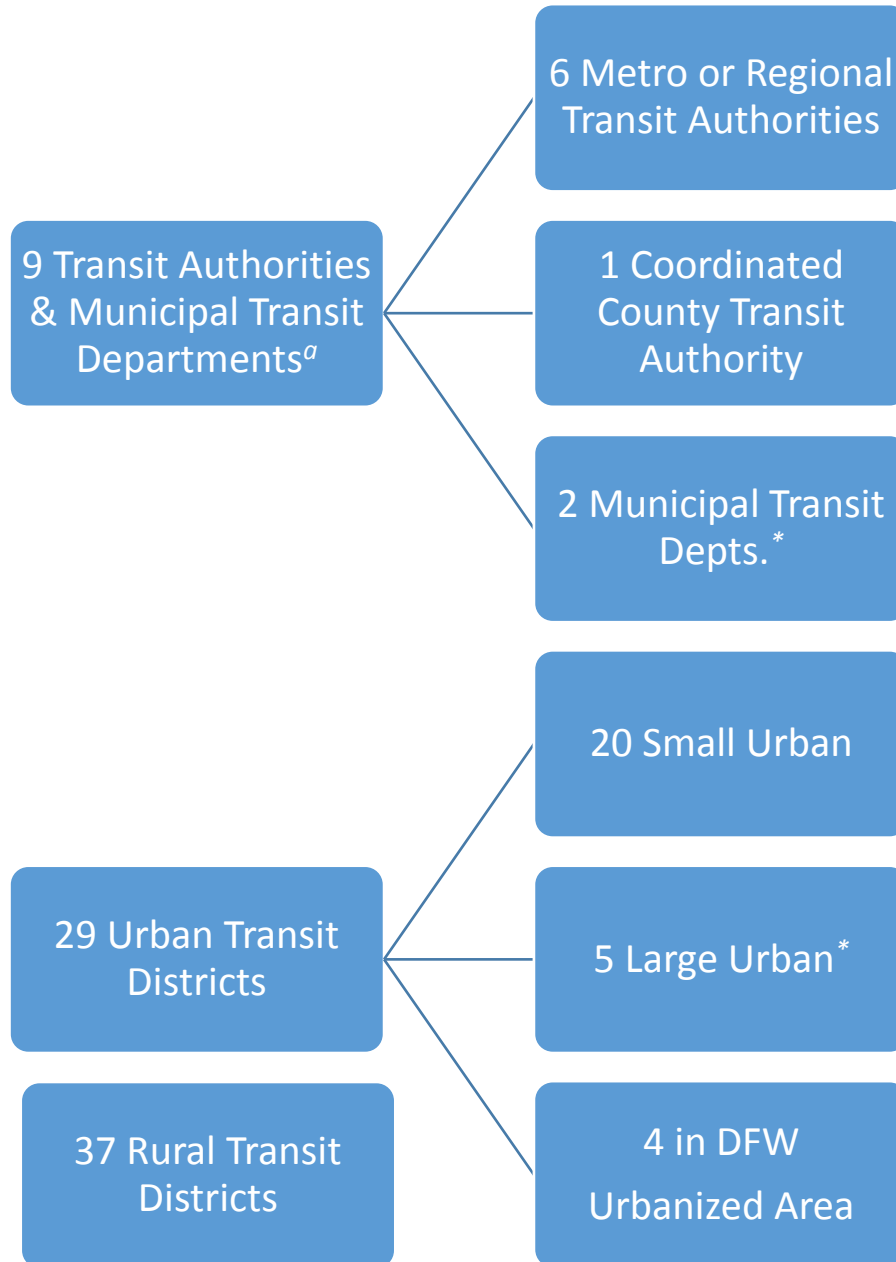 9 Transit Authorities
& Municipal Transit
Departmentsᵃ
6 Metro or Regional
Transit Authorities
1 Coordinated
County Transit
Authority
2 Municipal Transit
Depts.*
29 Urban Transit
Districts
20 Small Urban
5 Large Urban*
4 in DFW
Urbanized Area
37 Rural Transit
Districts